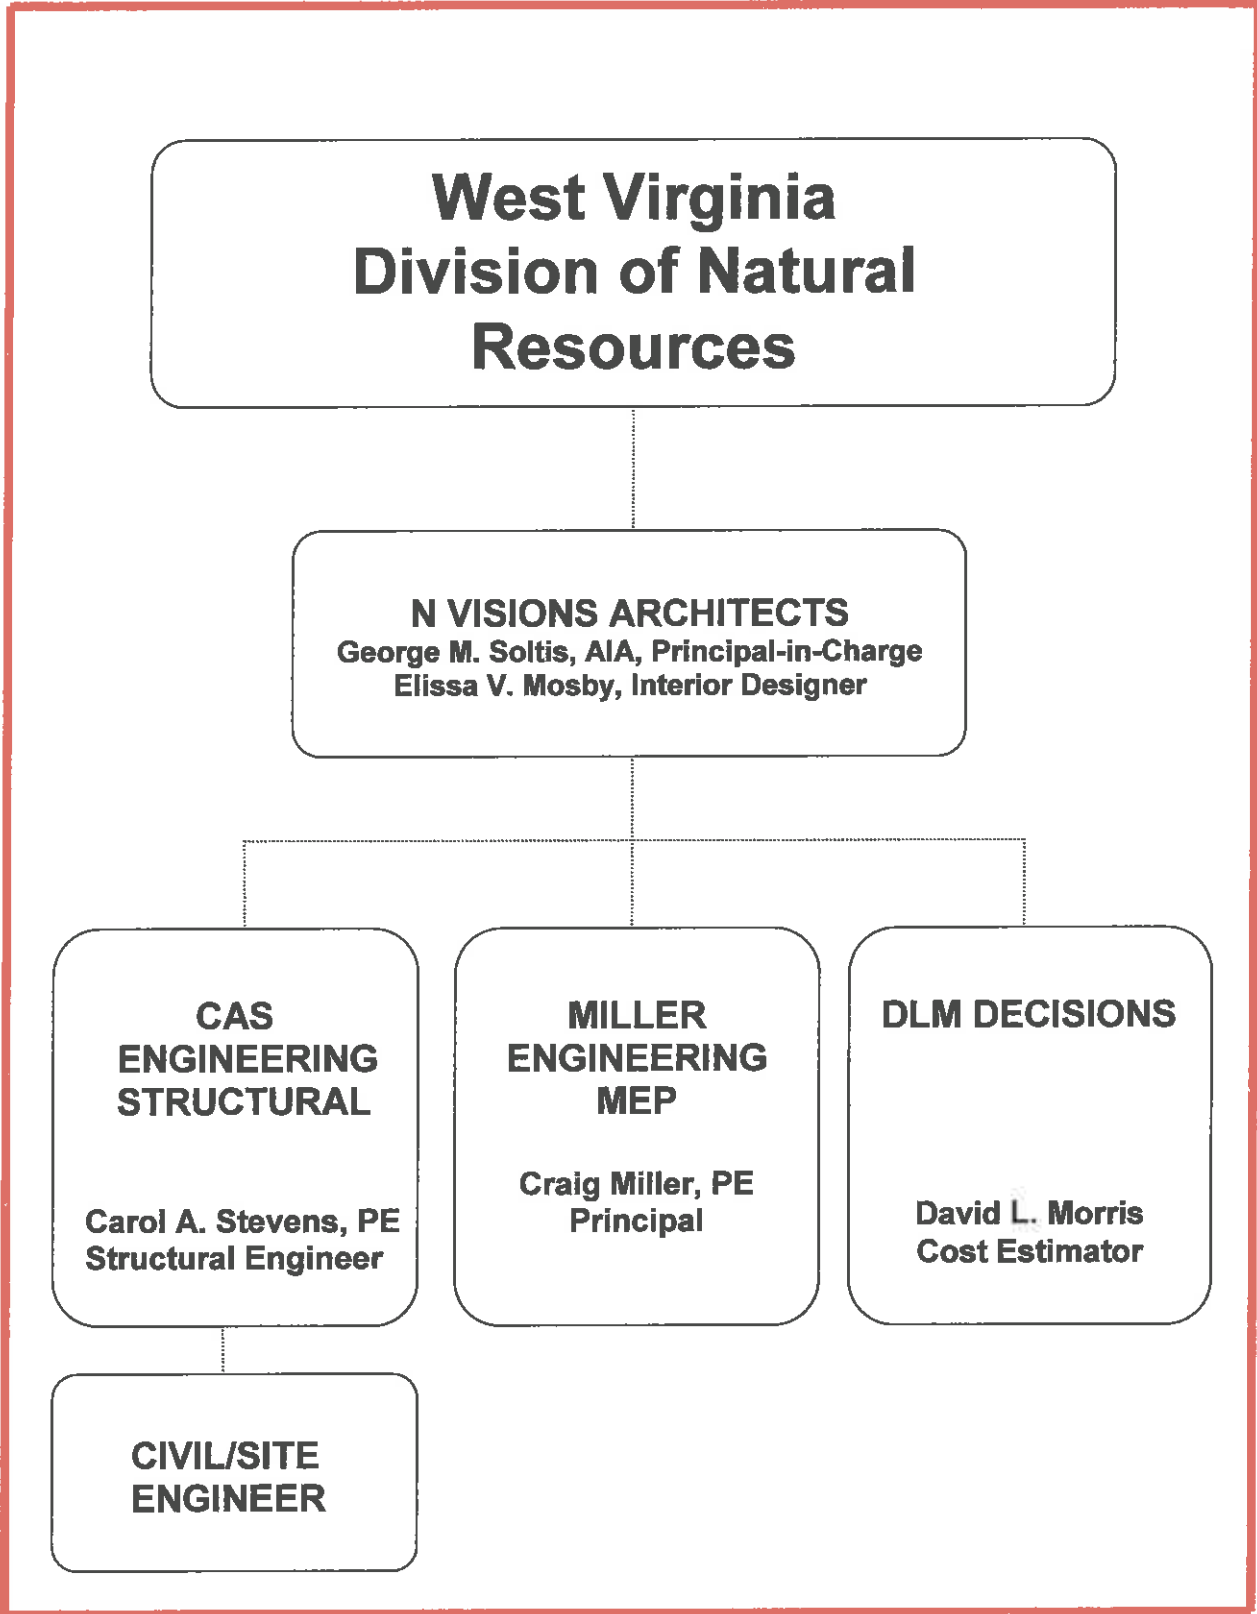 West Virginia
Division of Natural
Resources
N VISIONS ARCHITECTS
George M. Soltis, AIA, Principal-in-Charge
Elissa V. Mosby, Interior Designer
CAS
ENGINEERING
STRUCTURAL
Carol A. Stevens, PE
Structural Engineer
MILLER
ENGINEERING
MEP
Craig Miller, PE
Principal
DLM DECISIONS
David L. Morris
Cost Estimator
CIVIL/SITE
ENGINEER